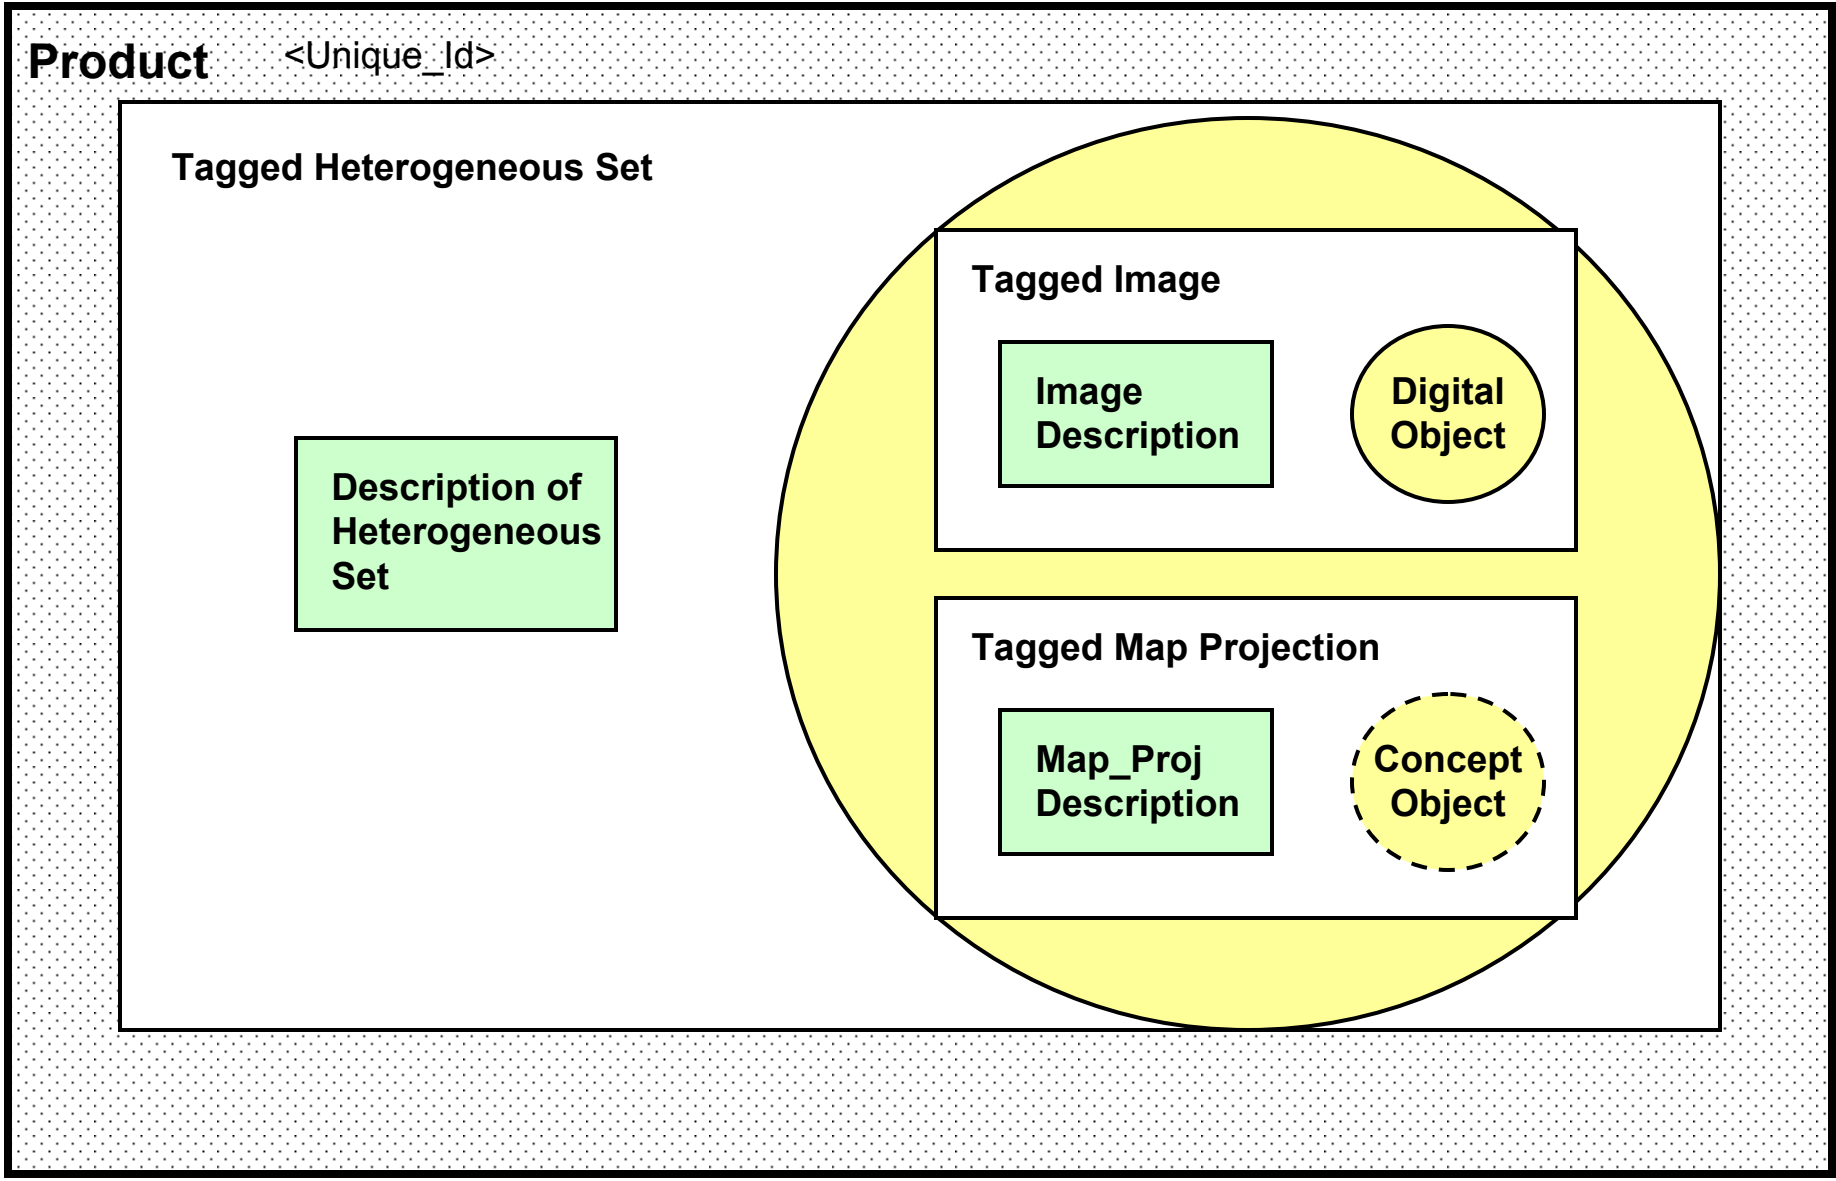 Product <Unique_Id>
Tagged Heterogeneous Set
Tagged Image
Image
Description
Digital
Object
Description of
Heterogeneous
Set
Tagged Map Projection
Map_Proj
Description
Concept
Object